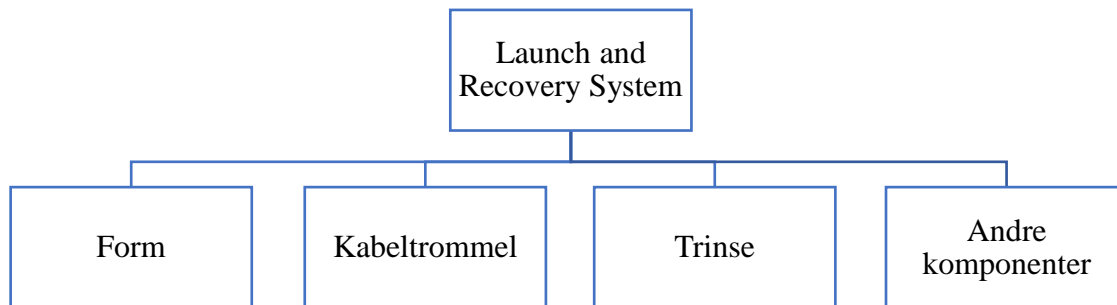 Launch and
Recovery System
Form
Kabeltrommel
Trinse
Andre
komponenter